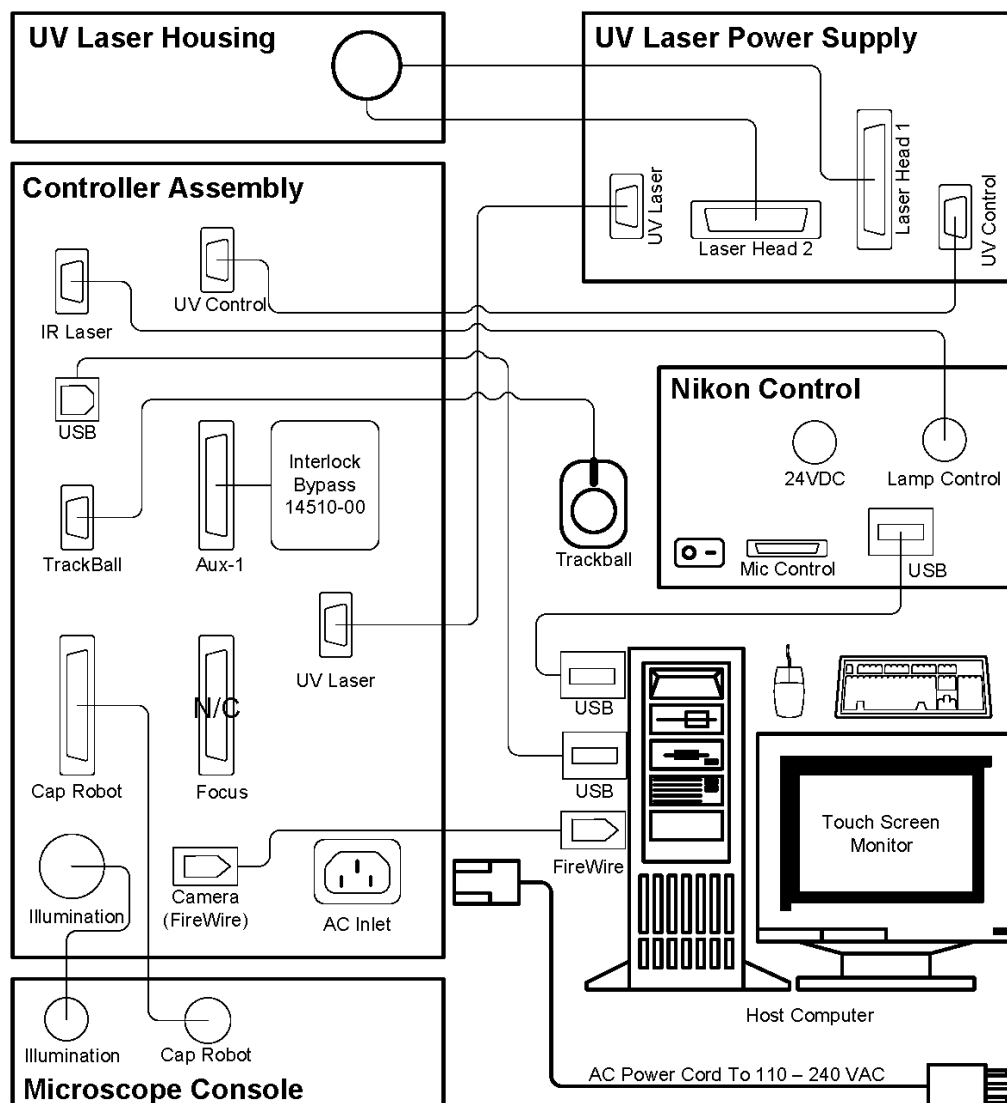 UV Laser Housing
UV Laser Power Supply
Laser Head 1
UV Laser
Laser Head 2
UV Control
Controller Assembly
UV Control
IR Laser
USB
Interlock
Bypass
14510-00
TrackBall
Aux-1
Trackball
Nikon Control
24VDC
Lamp Control
Mic Control
USB
UV Laser
N/C
Cap Robot
Focus
USB
USB
FireWire
Touch Screen
Monitor
Illumination
Camera
(FireWire)
AC Inlet
Host Computer
Illumination
Cap Robot
Microscope Console
AC Power Cord To 110 – 240 VAC